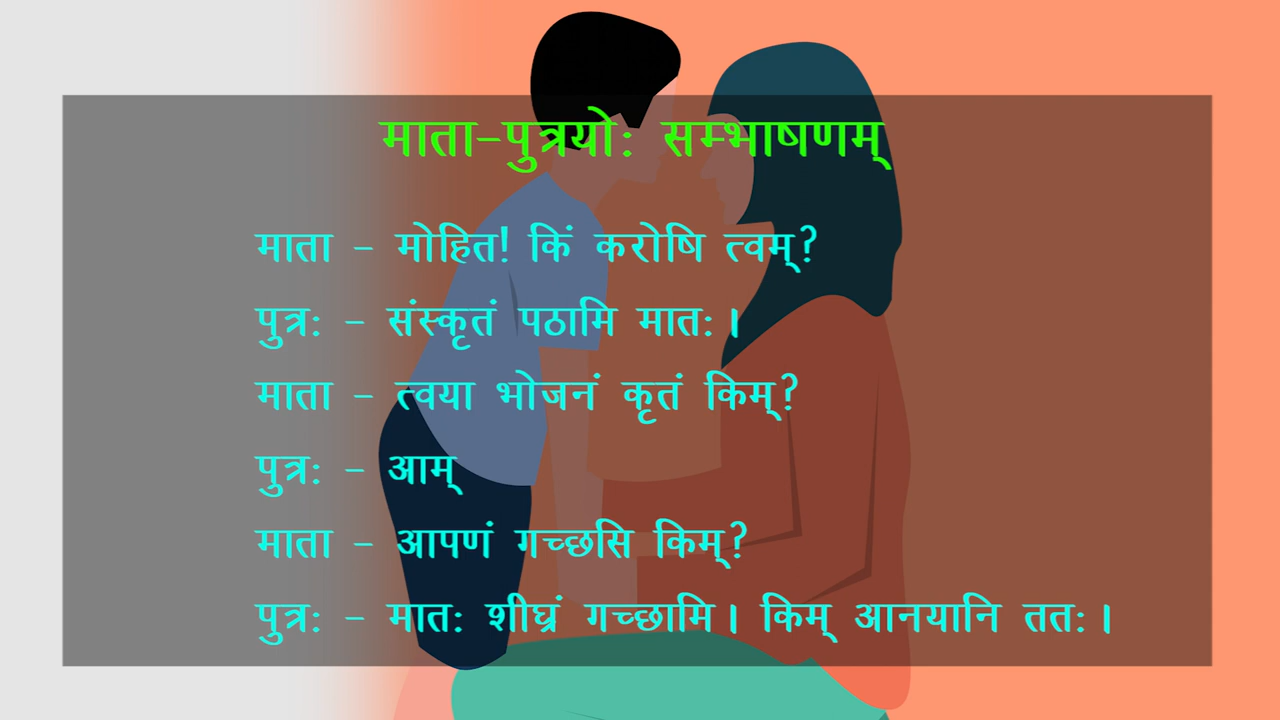 माता-पुत्रयोः सम्भाषणम्
माता - मोहित! किं करोषि त्वम्?
पुत्रः - संस्कृतं पठामि मातः।
माता - त्वया भोजनं कृतं किम्?
पुत्रः - आम्
माता - आपणं गच्छसि किम्?
पुत्रः - मातः शीघ्रं गच्छामि। किम् आनयानि ततः।